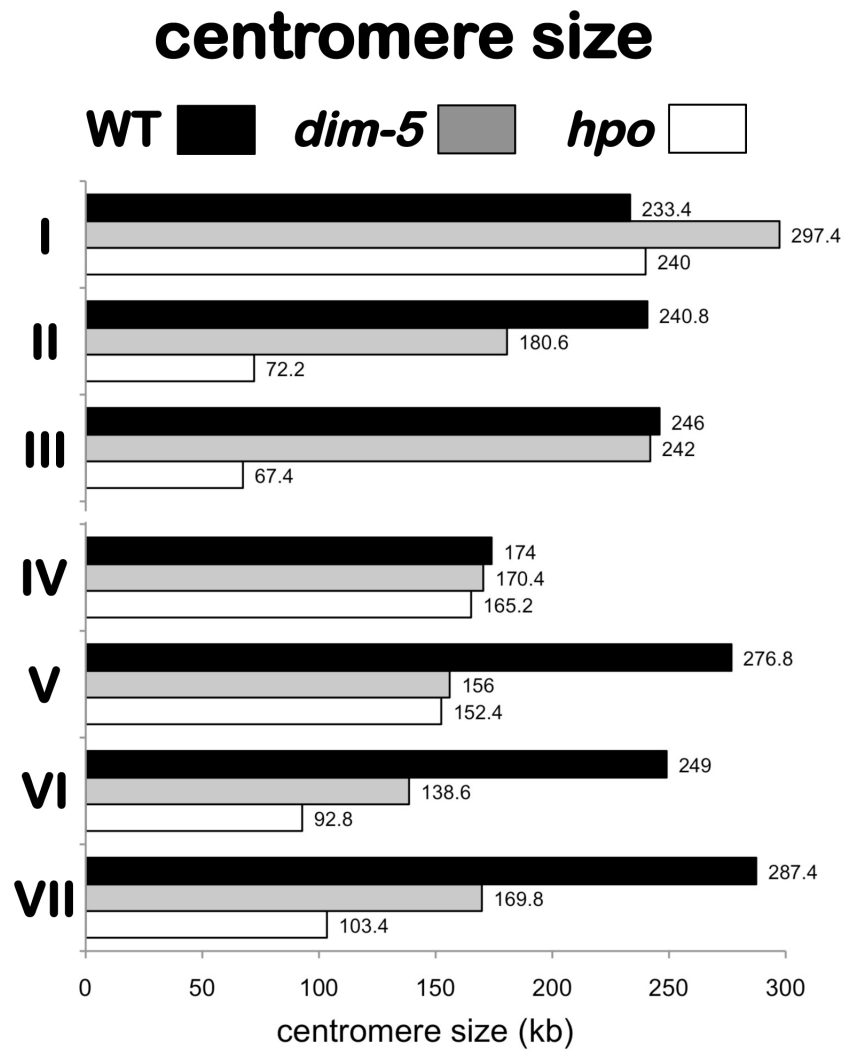 centromere size
WT dim-5 hpo
I
233.4
297.4
240
II
240.8
180.6
72.2
III
246
242
67.4
IV
174
170.4
165.2
V
276.8
156
152.4
VI
249
138.6
92.8
VII
287.4
169.8
103.4
0 50 100 150 200 250 300
centromere size (kb)